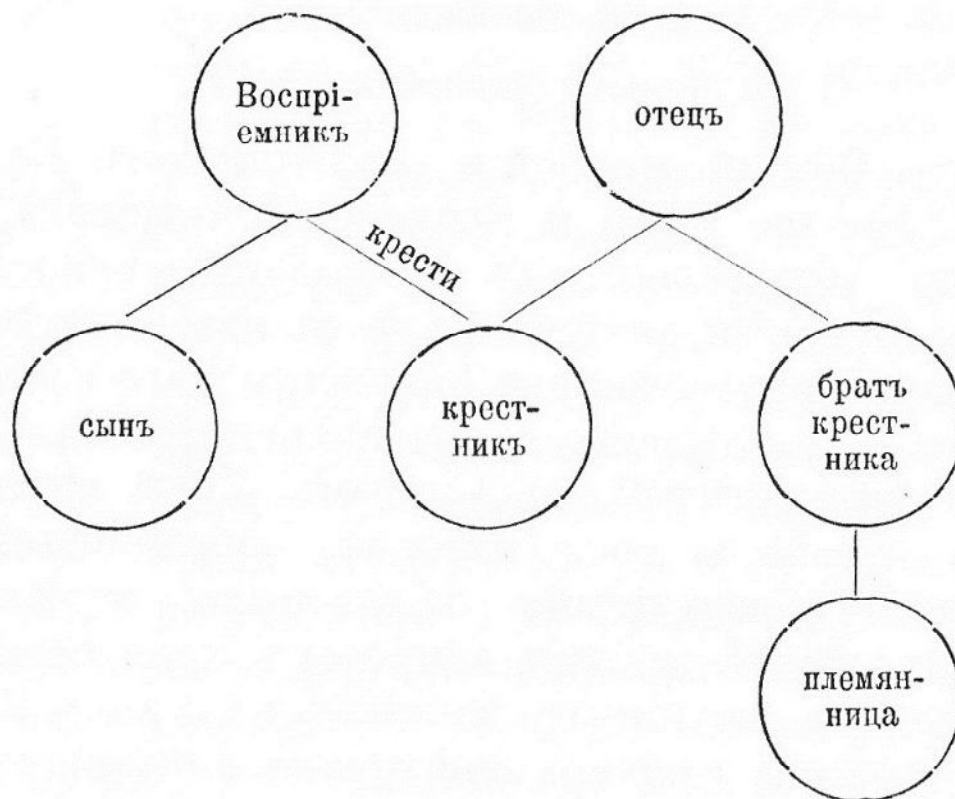 Воспрі-
емникъ
отецъ
крести
сынъ
крест-
никъ
братъ
крест-
ника
племян-
ница